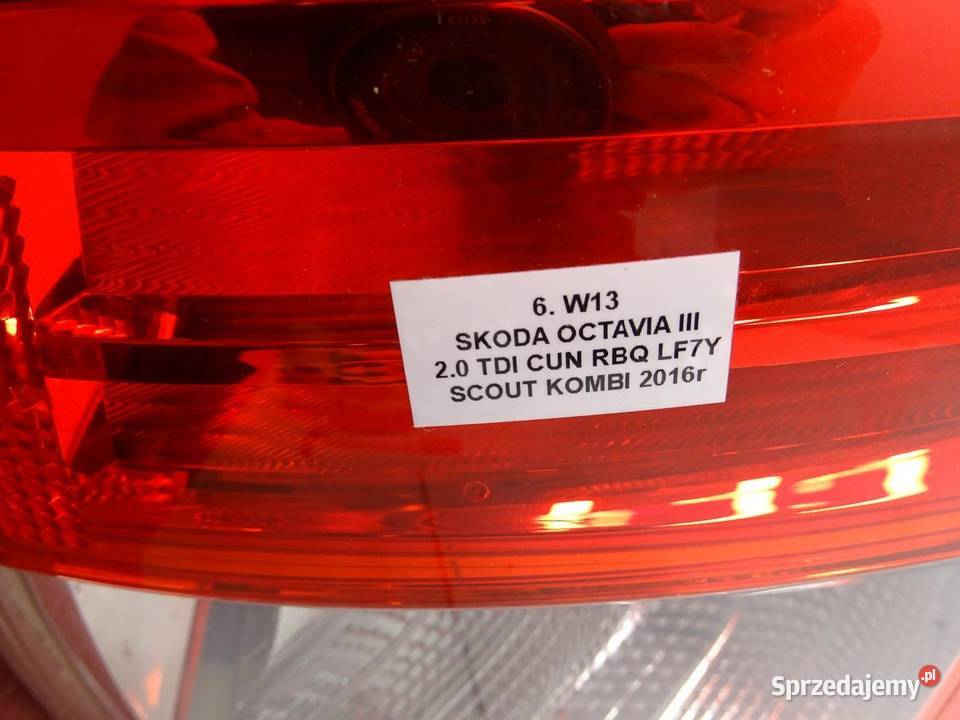 6. W13
SKODA OCTAVIA III
2.0 TDI CUN RBQ LF7Y
SCOUT KOMBI 2016r
Sprzedajemy.pl